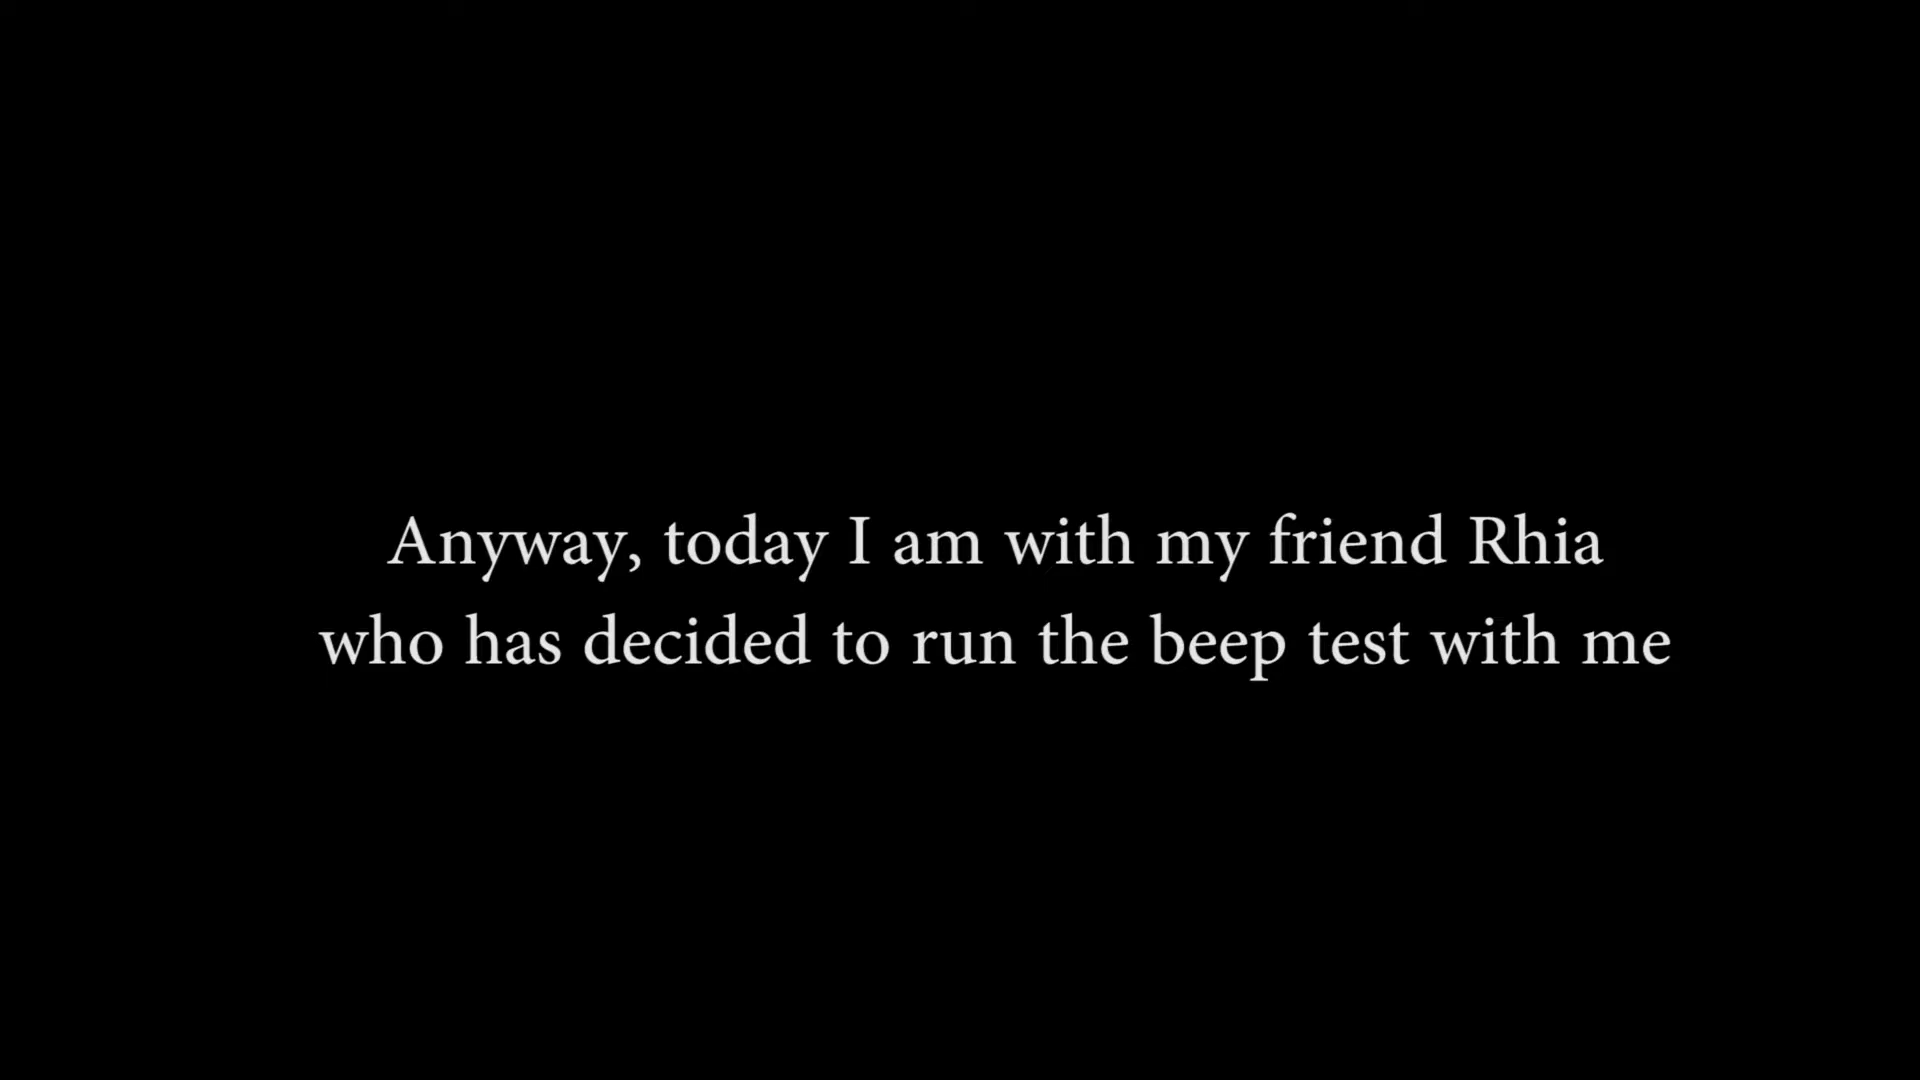 Anyway, today I am with my friend Rhia
who has decided to run the beep test with me